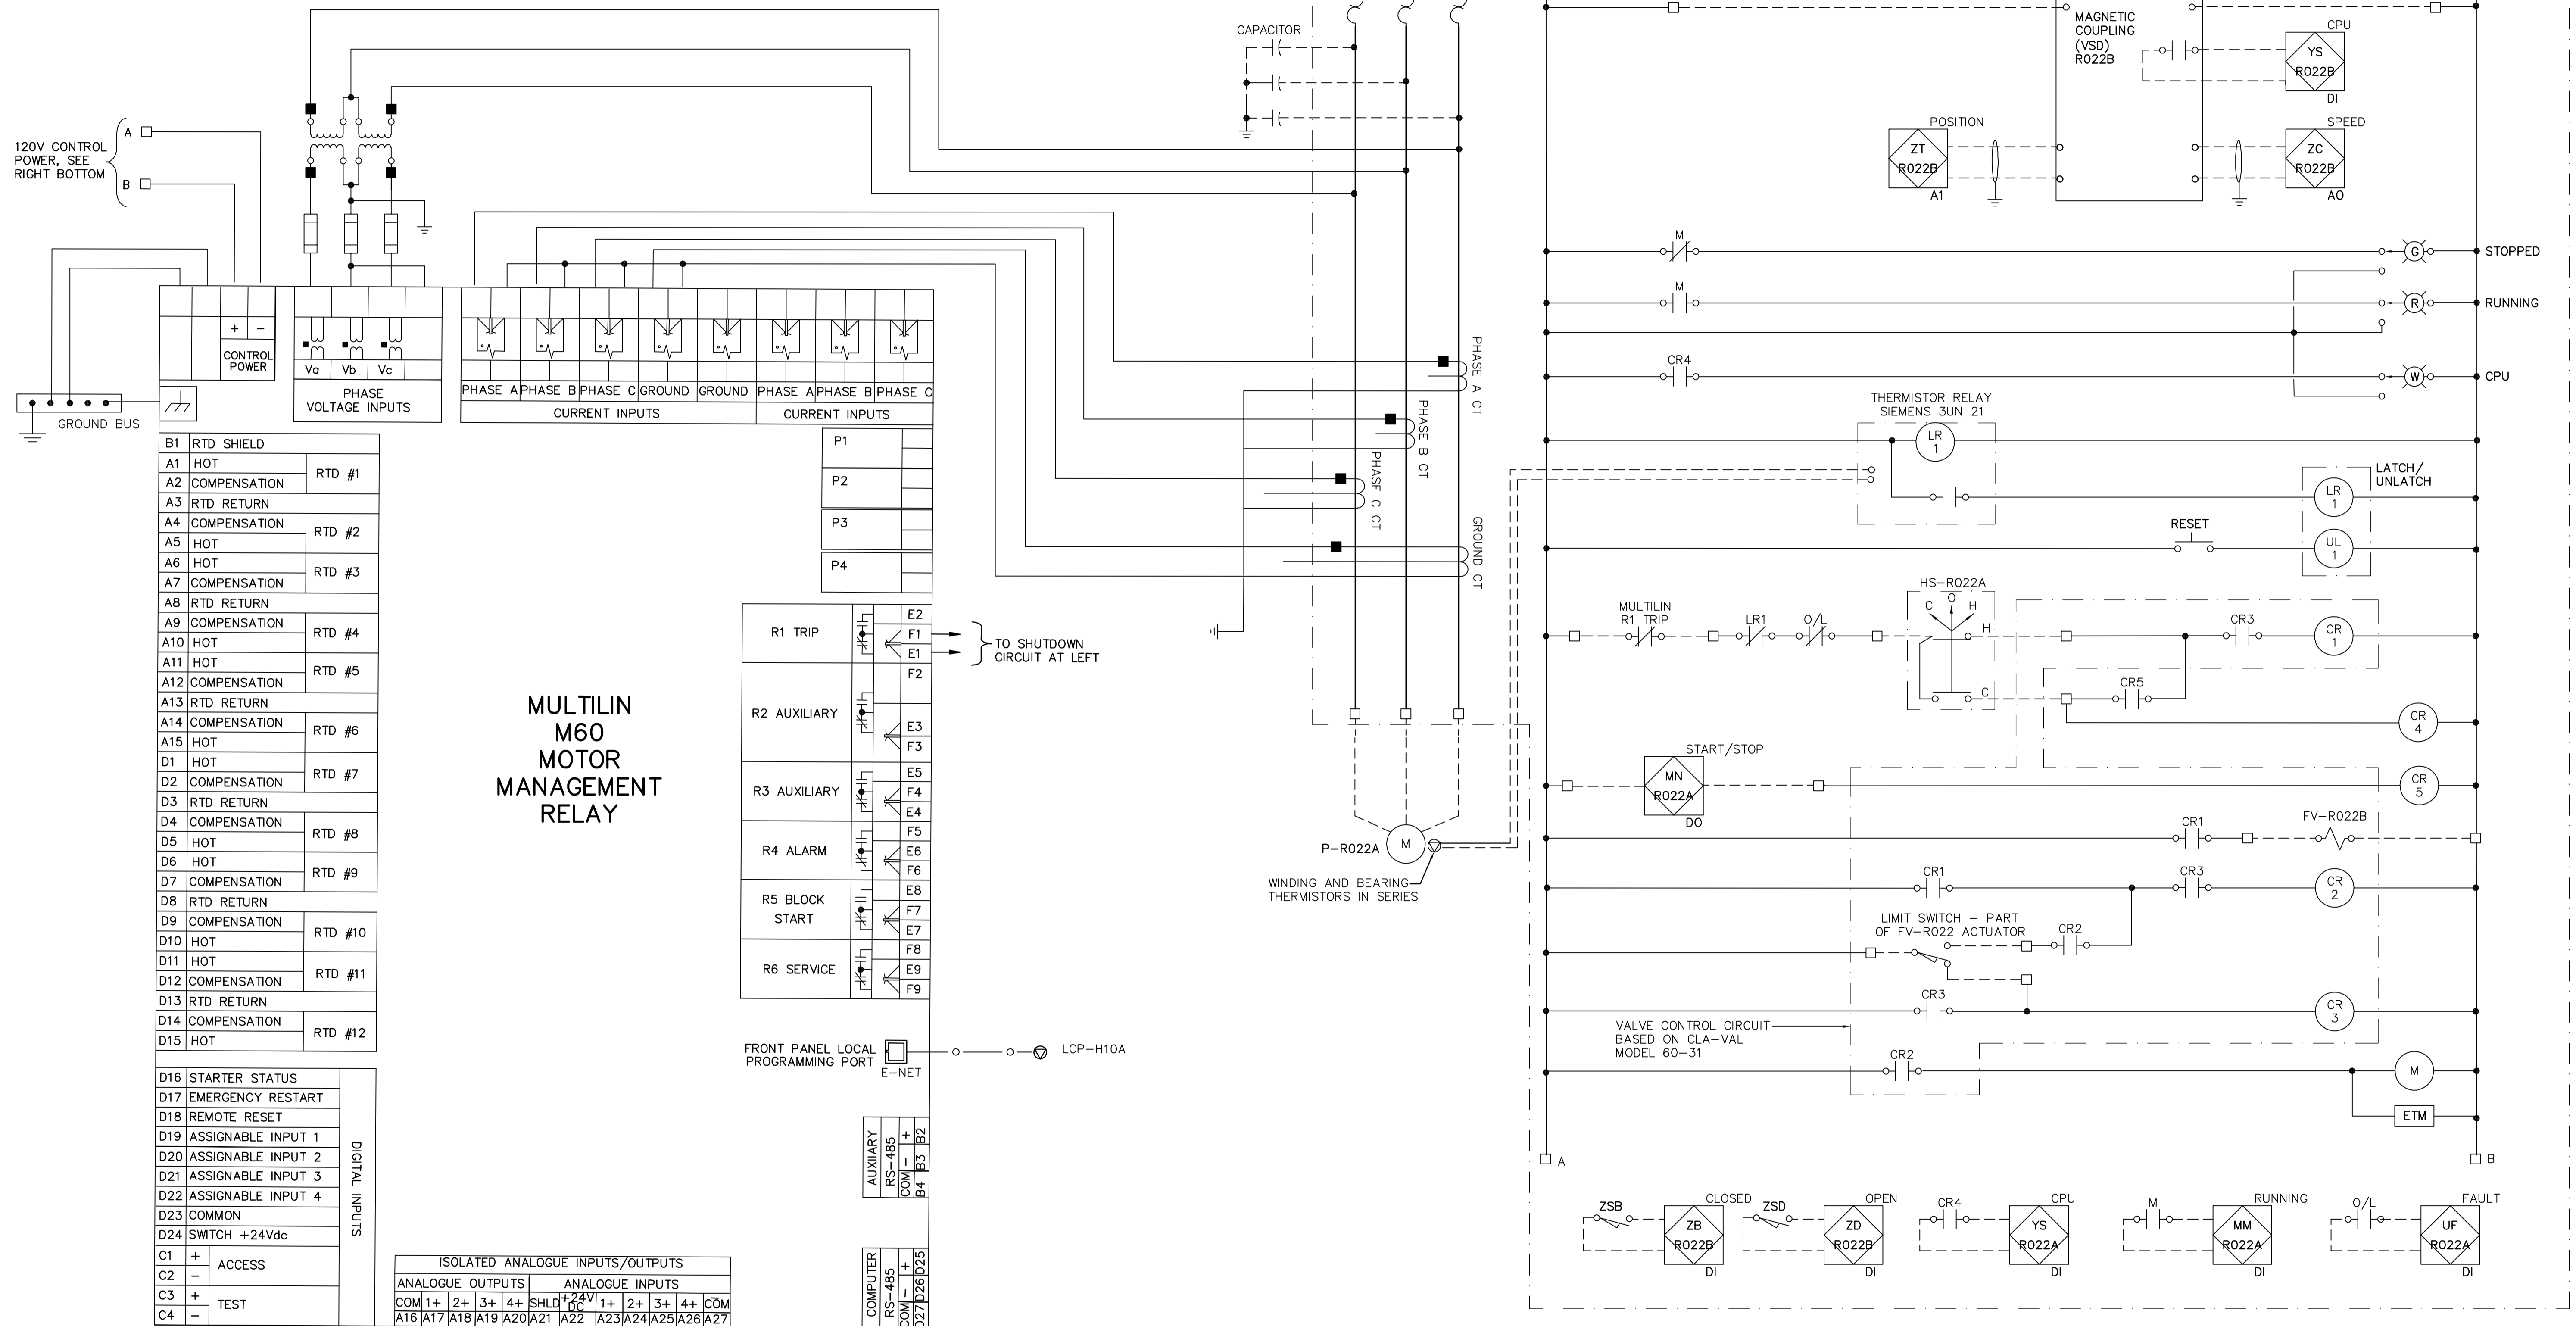 120V CONTROL
POWER, SEE
RIGHT BOTTOM
A
B
GROUND BUS
+ −
CONTROL
POWER
Va Vb Vc
PHASE
VOLTAGE INPUTS
PHASE A PHASE B PHASE C GROUND GROUND PHASE A PHASE B PHASE C
CURRENT INPUTS CURRENT INPUTS
B1 RTD SHIELD
A1 HOT
RTD #1
A2 COMPENSATION
A3 RTD RETURN
A4 COMPENSATION
RTD #2
A5 HOT
A6 HOT
RTD #3
A7 COMPENSATION
A8 RTD RETURN
A9 COMPENSATION
RTD #4
A10 HOT
A11 HOT
RTD #5
A12 COMPENSATION
A13 RTD RETURN
A14 COMPENSATION
RTD #6
A15 HOT
D1 HOT
RTD #7
D2 COMPENSATION
D3 RTD RETURN
D4 COMPENSATION
RTD #8
D5 HOT
D6 HOT
RTD #9
D7 COMPENSATION
D8 RTD RETURN
D9 COMPENSATION
RTD #10
D10 HOT
D11 HOT
RTD #11
D12 COMPENSATION
D13 RTD RETURN
D14 COMPENSATION
RTD #12
D15 HOT
D16 STARTER STATUS
D17 EMERGENCY RESTART
D18 REMOTE RESET
D19 ASSIGNABLE INPUT 1
D20 ASSIGNABLE INPUT 2
D21 ASSIGNABLE INPUT 3
D22 ASSIGNABLE INPUT 4
D23 COMMON
D24 SWITCH +24Vdc
DIGITAL INPUTS
C1 +
ACCESS
C2 −
C3 +
TEST
C4 −
MULTILIN
M60
MOTOR
MANAGEMENT
RELAY
P1
P2
P3
P4
R1 TRIP
E2
F1
E1
TO SHUTDOWN
CIRCUIT AT LEFT
R2 AUXILIARY
F2
E3
F3
R3 AUXILIARY
E5
F4
E4
R4 ALARM
F5
E6
F6
R5 BLOCK
START
E8
F7
E7
R6 SERVICE
F8
E9
F9
FRONT PANEL LOCAL
PROGRAMMING PORT
E−NET
LCP−H10A
AUXIIARY
RS−485
COM − +
B4 B3 B2
COMPUTER
RS−485
COM − +
D27 D26 D25
ISOLATED ANALOGUE INPUTS/OUTPUTS
ANALOGUE OUTPUTS ANALOGUE INPUTS
COM 1+ 2+ 3+ 4+ SHLD +24V DC 1+ 2+ 3+ 4+ COM
A16 A17 A18 A19 A20 A21 A22 A23 A24 A25 A26 A27
CAPACITOR
PHASE A CT
PHASE B CT
PHASE C CT
GROUND CT
P−R022A
M
WINDING AND BEARING
THERMISTORS IN SERIES
MAGNETIC
COUPLING
(VSD)
R022B
CPU
YS
R022B
DI
POSITION
ZT
R022B
A1
SPEED
ZC
R022B
AO
M
G
STOPPED
M
R
RUNNING
CR4
W
CPU
THERMISTOR RELAY
SIEMENS 3UN 21
LR
1
LATCH/
UNLATCH
LR
1
RESET
UL
1
MULTILIN
R1 TRIP
LR1
O/L
HS−R022A
C O H
H
C
CR3
CR
1
CR5
CR
4
START/STOP
MN
R022A
DO
CR
5
CR1
FV−R022B
CR1
CR3
CR
2
LIMIT SWITCH − PART
OF FV−R022 ACTUATOR
CR2
CR3
CR
3
VALVE CONTROL CIRCUIT
BASED ON CLA−VAL
MODEL 60−31
CR2
M
ETM
A
B
ZSB
CLOSED
ZB
R022B
DI
ZSD
OPEN
ZD
R022B
DI
CR4
CPU
YS
R022A
DI
M
RUNNING
MM
R022A
DI
O/L
FAULT
UF
R022A
DI